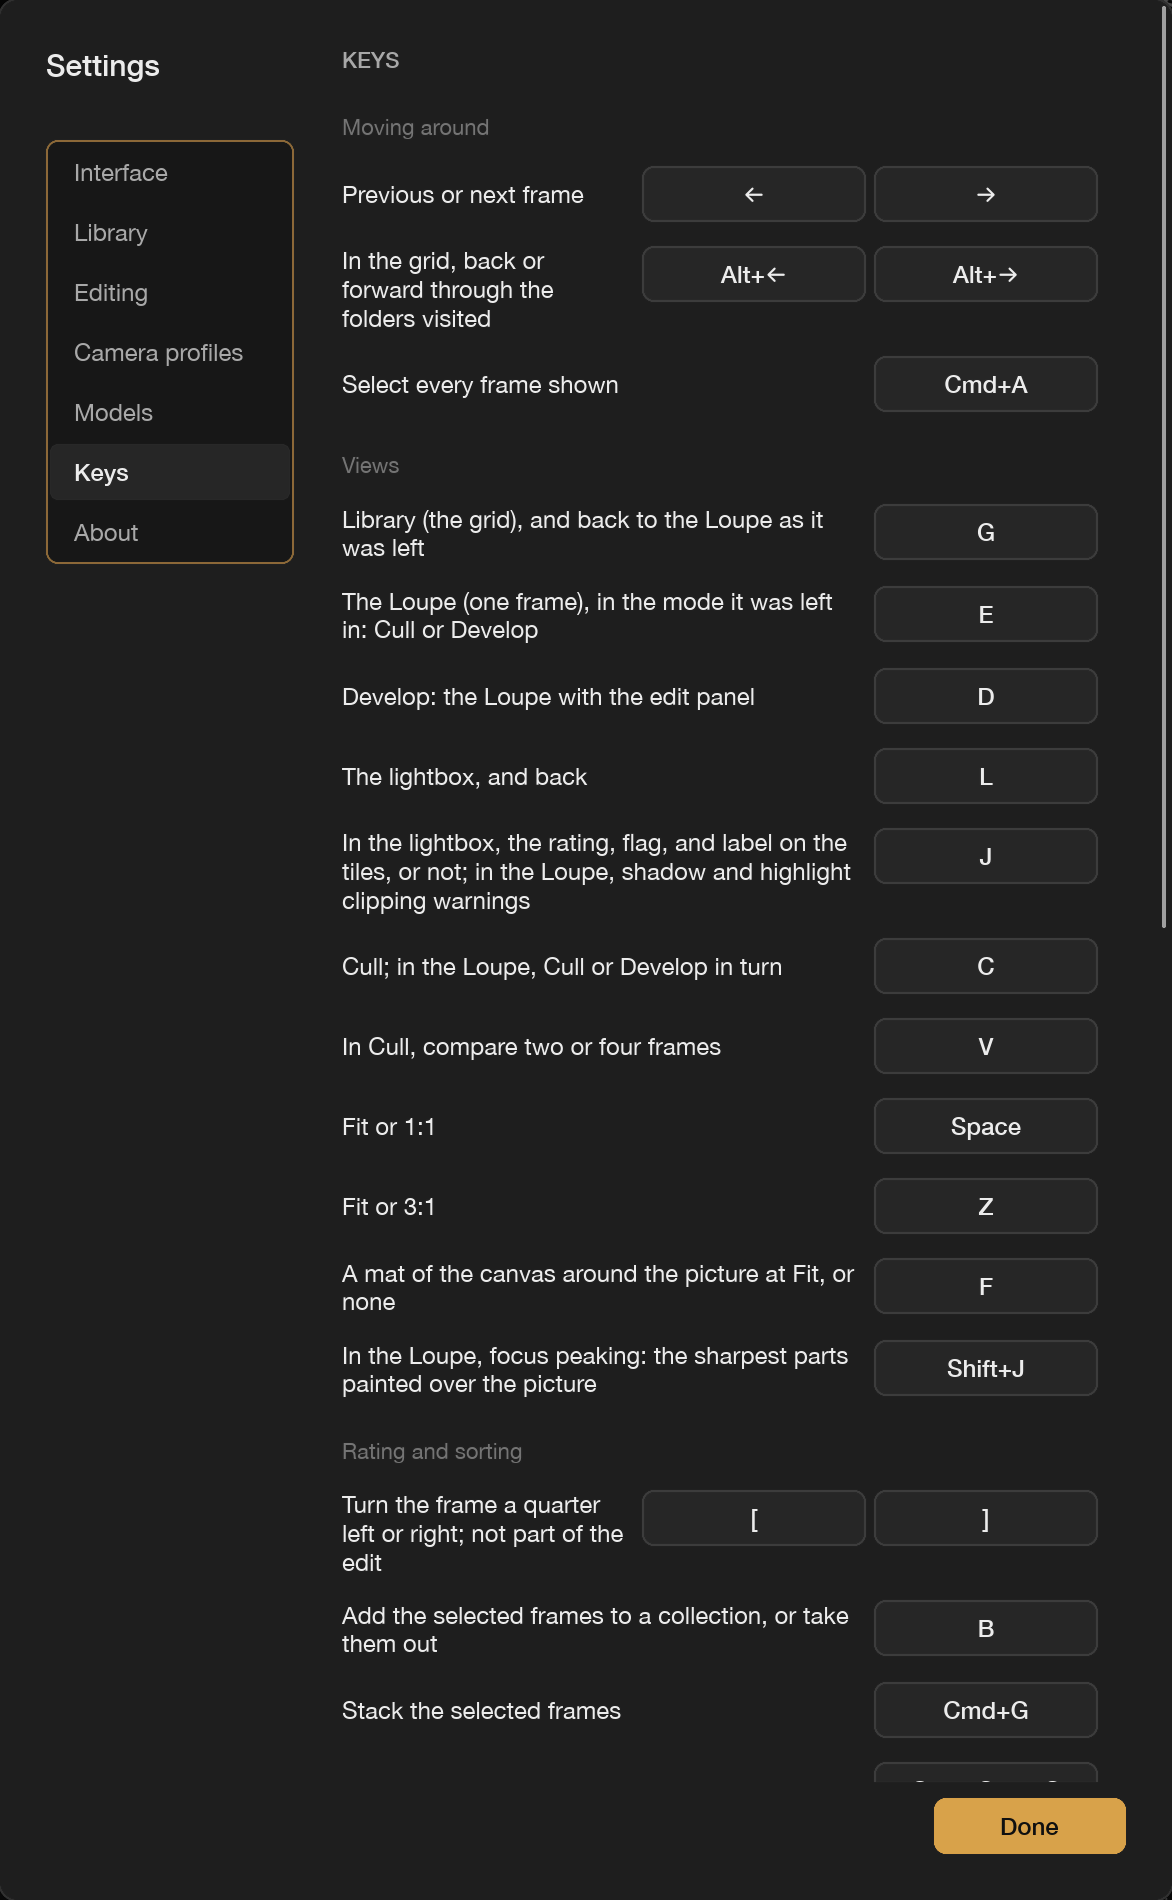 Settings
Interface
Library
Editing
Camera profiles
Models
Keys
About
KEYS
Moving around
Previous or next frame
←
→
In the grid, back or
forward through the
folders visited
Alt+←
Alt+→
Select every frame shown
Cmd+A
Views
Library (the grid), and back to the Loupe as it
was left
G
The Loupe (one frame), in the mode it was left
in: Cull or Develop
E
Develop: the Loupe with the edit panel
D
The lightbox, and back
L
In the lightbox, the rating, flag, and label on the
tiles, or not; in the Loupe, shadow and highlight
clipping warnings
J
Cull; in the Loupe, Cull or Develop in turn
C
In Cull, compare two or four frames
V
Fit or 1:1
Space
Fit or 3:1
Z
A mat of the canvas around the picture at Fit, or
none
F
In the Loupe, focus peaking: the sharpest parts
painted over the picture
Shift+J
Rating and sorting
Turn the frame a quarter
left or right; not part of the
edit
[
]
Add the selected frames to a collection, or take
them out
B
Stack the selected frames
Cmd+G
Done